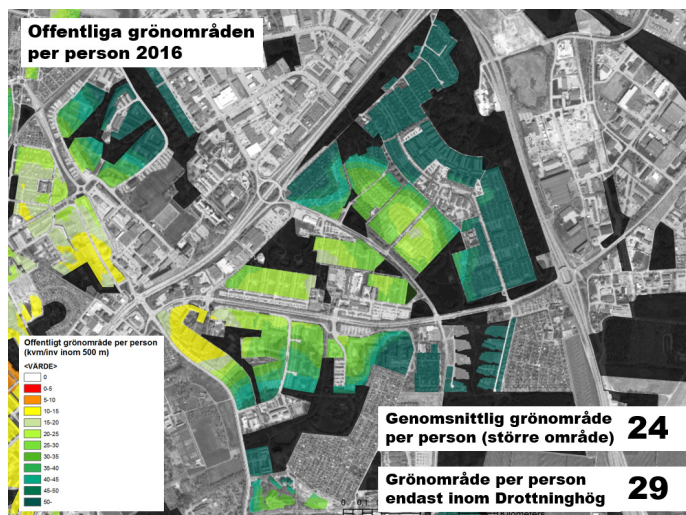 Offentliga grönområden
per person 2016
Offentligt grönområde per person
(kvm/inv inom 500 m)
<VÄRDE>
0
0-5
5-10
10-15
15-20
20-25
25-30
30-35
35-40
40-45
45-50
50-
Genomsnittlig grönområde
per person (större område) 24
Grönområde per person
endast inom Drottninghög 29